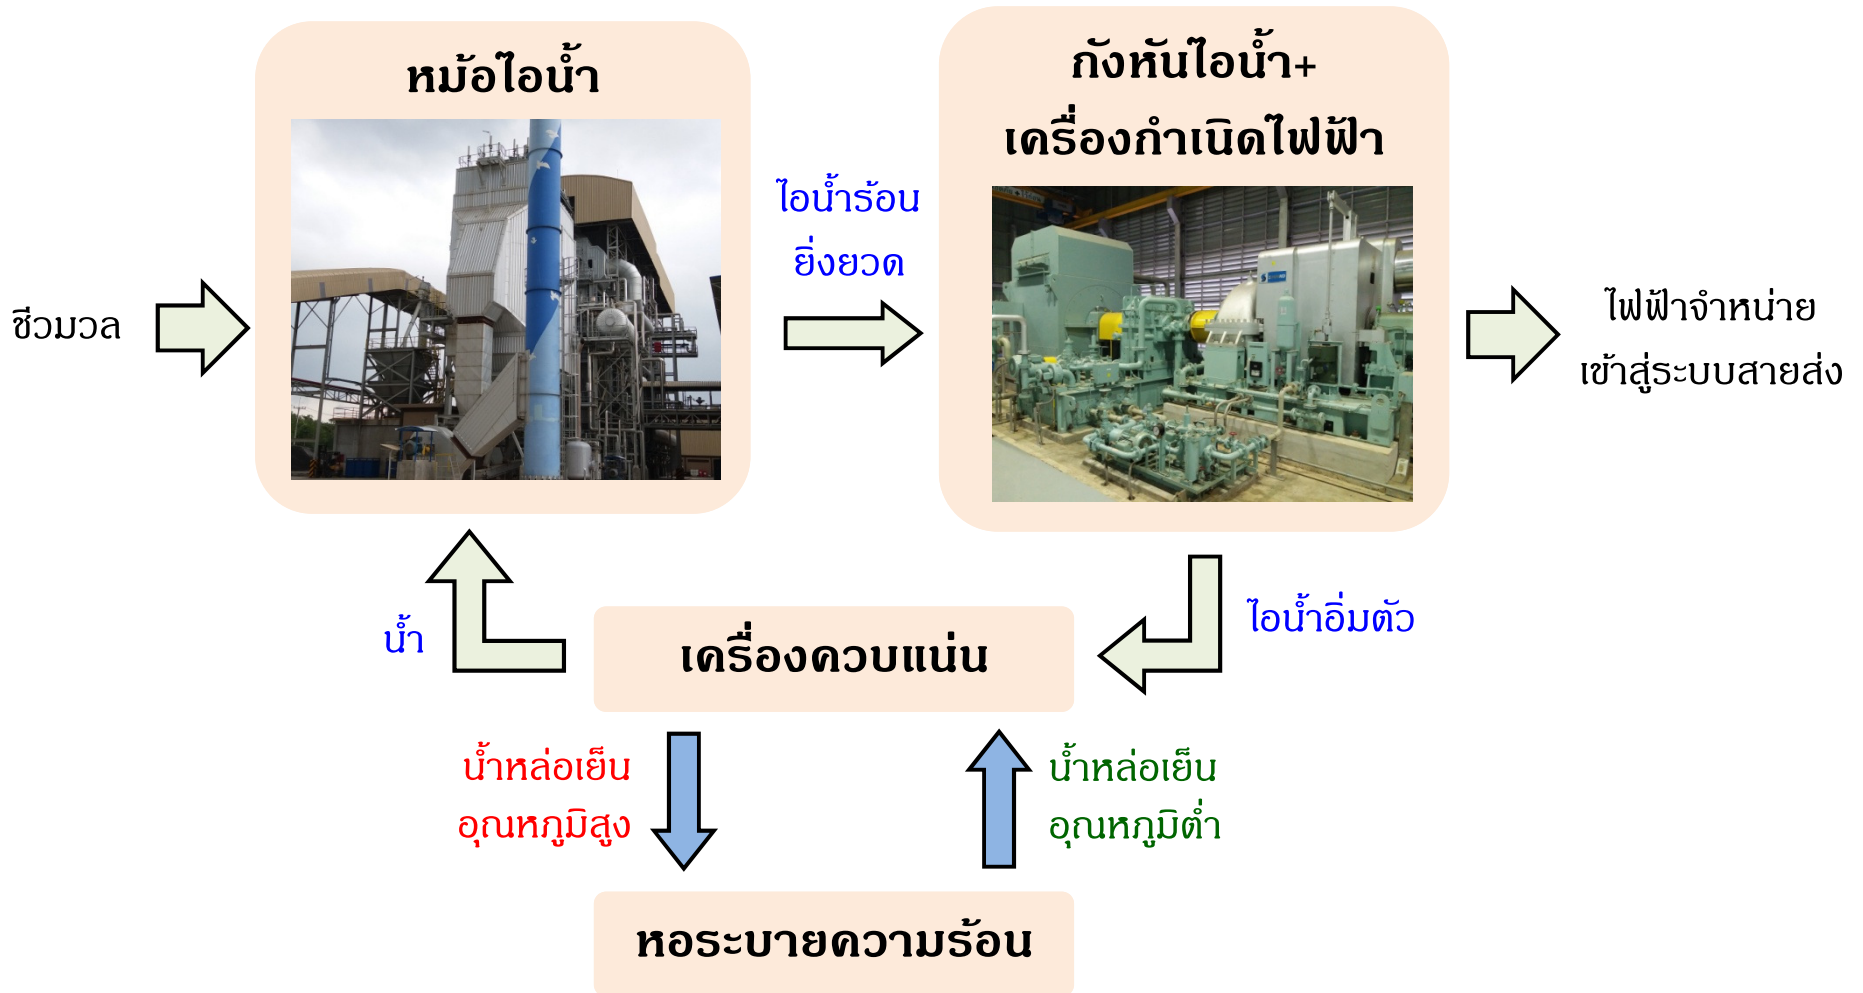 หม้อไอน้ำ
กังหันไอน้ำ+
เครื่องกำเนิดไฟฟ้า
ชีวมวล
ไอน้ำร้อน
ยิ่งยวด
ไฟฟ้าจำหน่าย
เข้าสู่ระบบสายส่ง
น้ำ
เครื่องควบแน่น
ไอน้ำอิ่มตัว
น้ำหล่อเย็น
อุณหภูมิสูง
น้ำหล่อเย็น
อุณหภูมิต่ำ
หอระบายความร้อน